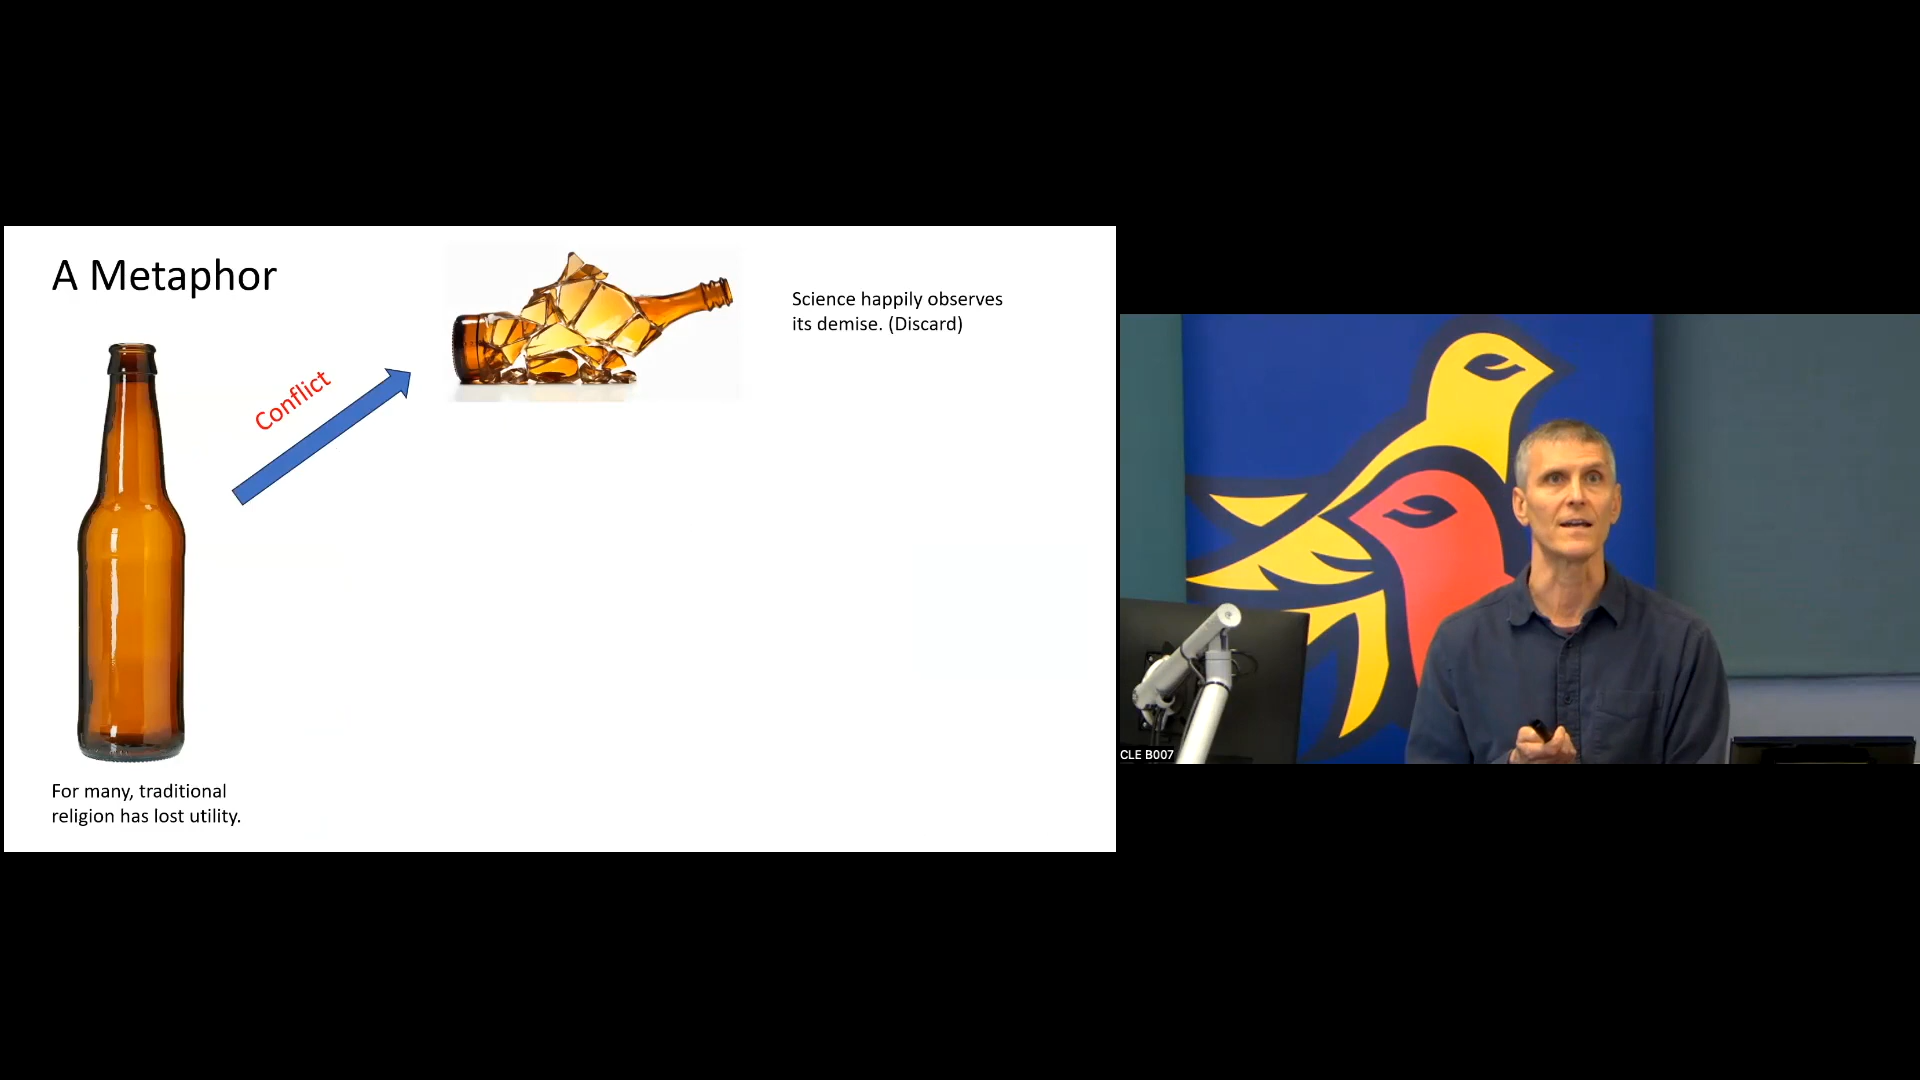 A Metaphor
Conflict
Science happily observes
its demise. (Discard)
For many, traditional
religion has lost utility.
CLE B007